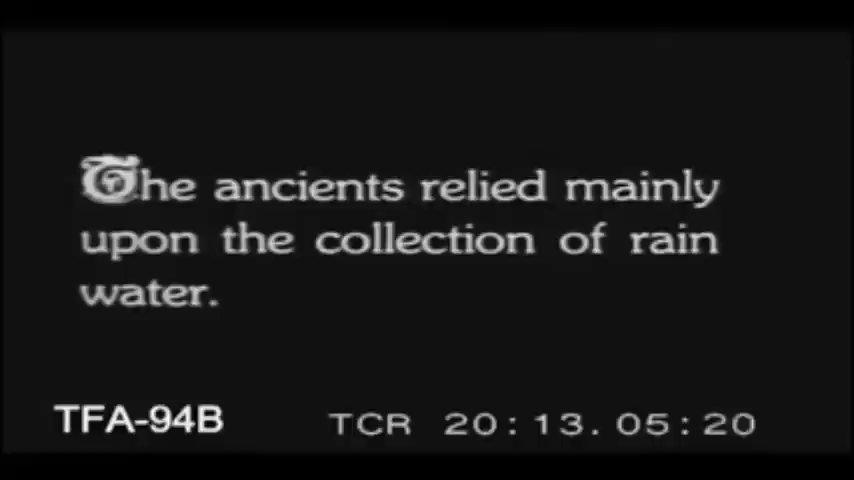 The ancients relied mainly
upon the collection of rain
water.
TFA-94B
TCR 20:13.05:20